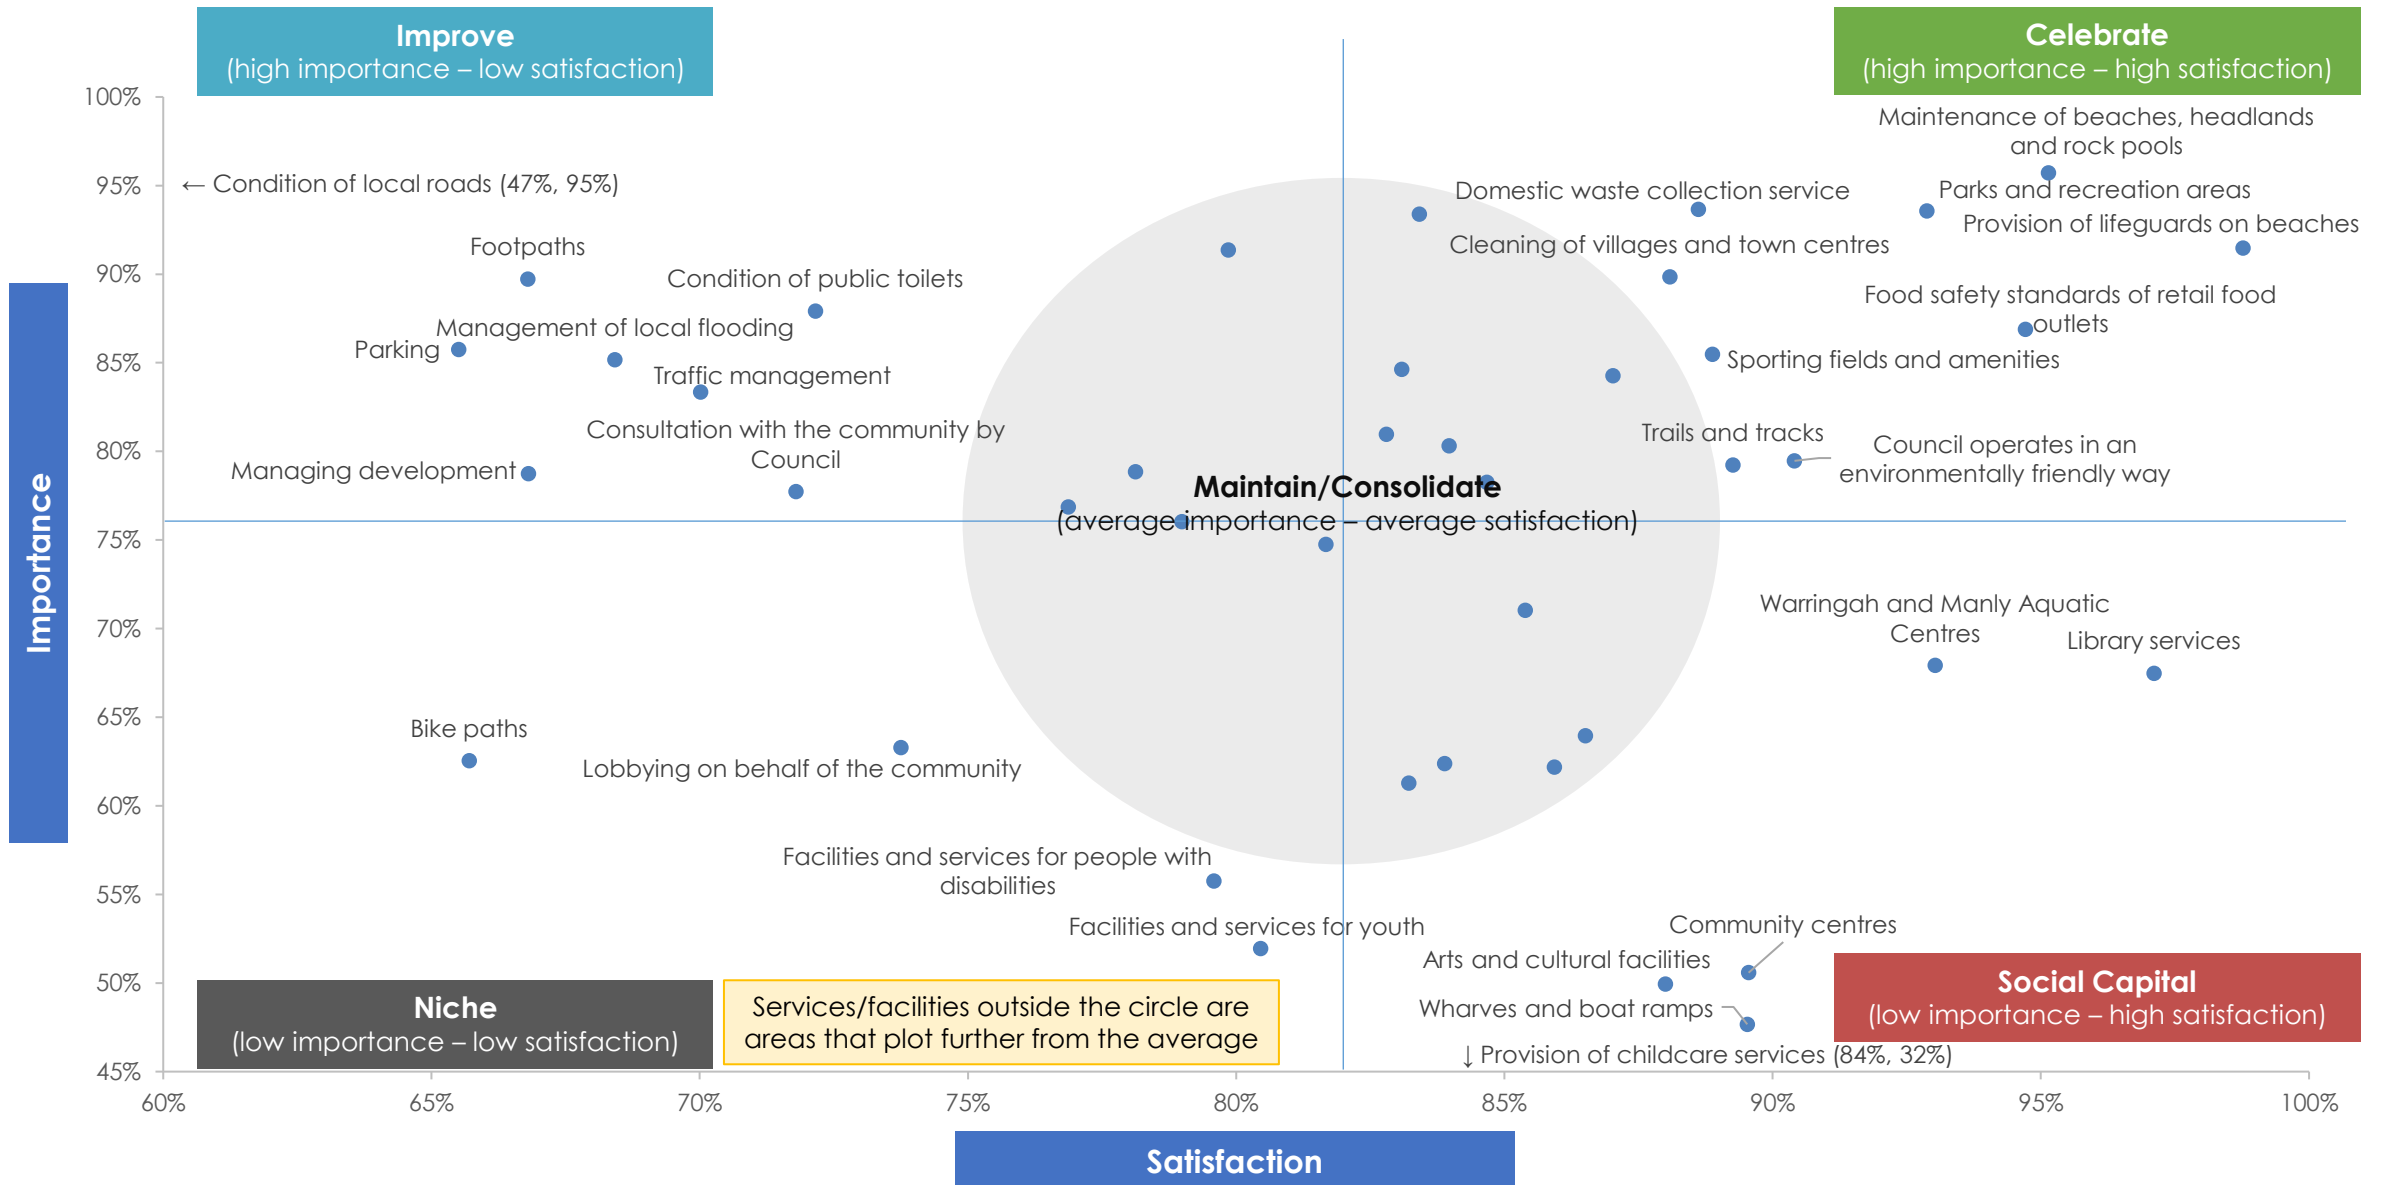 Improve
(high importance – low satisfaction)
Celebrate
(high importance – high satisfaction)
100%
95%
90%
85%
80%
75%
70%
65%
60%
55%
50%
45%
Importance
Maintenance of beaches, headlands
and rock pools
← Condition of local roads (47%, 95%)
Domestic waste collection service
Parks and recreation areas
Provision of lifeguards on beaches
Footpaths
Cleaning of villages and town centres
Condition of public toilets
Food safety standards of retail food
outlets
Management of local flooding
Parking
Sporting fields and amenities
Traffic management
Consultation with the community by
Council
Trails and tracks
Council operates in an
environmentally friendly way
Managing development
Maintain/Consolidate
(average importance – average satisfaction)
Warringah and Manly Aquatic
Centres
Library services
Bike paths
Lobbying on behalf of the community
Facilities and services for people with
disabilities
Facilities and services for youth
Community centres
Arts and cultural facilities
Wharves and boat ramps
↓ Provision of childcare services (84%, 32%)
Niche
(low importance – low satisfaction)
Services/facilities outside the circle are
areas that plot further from the average
Social Capital
(low importance – high satisfaction)
60%
65%
70%
75%
80%
85%
90%
95%
100%
Satisfaction